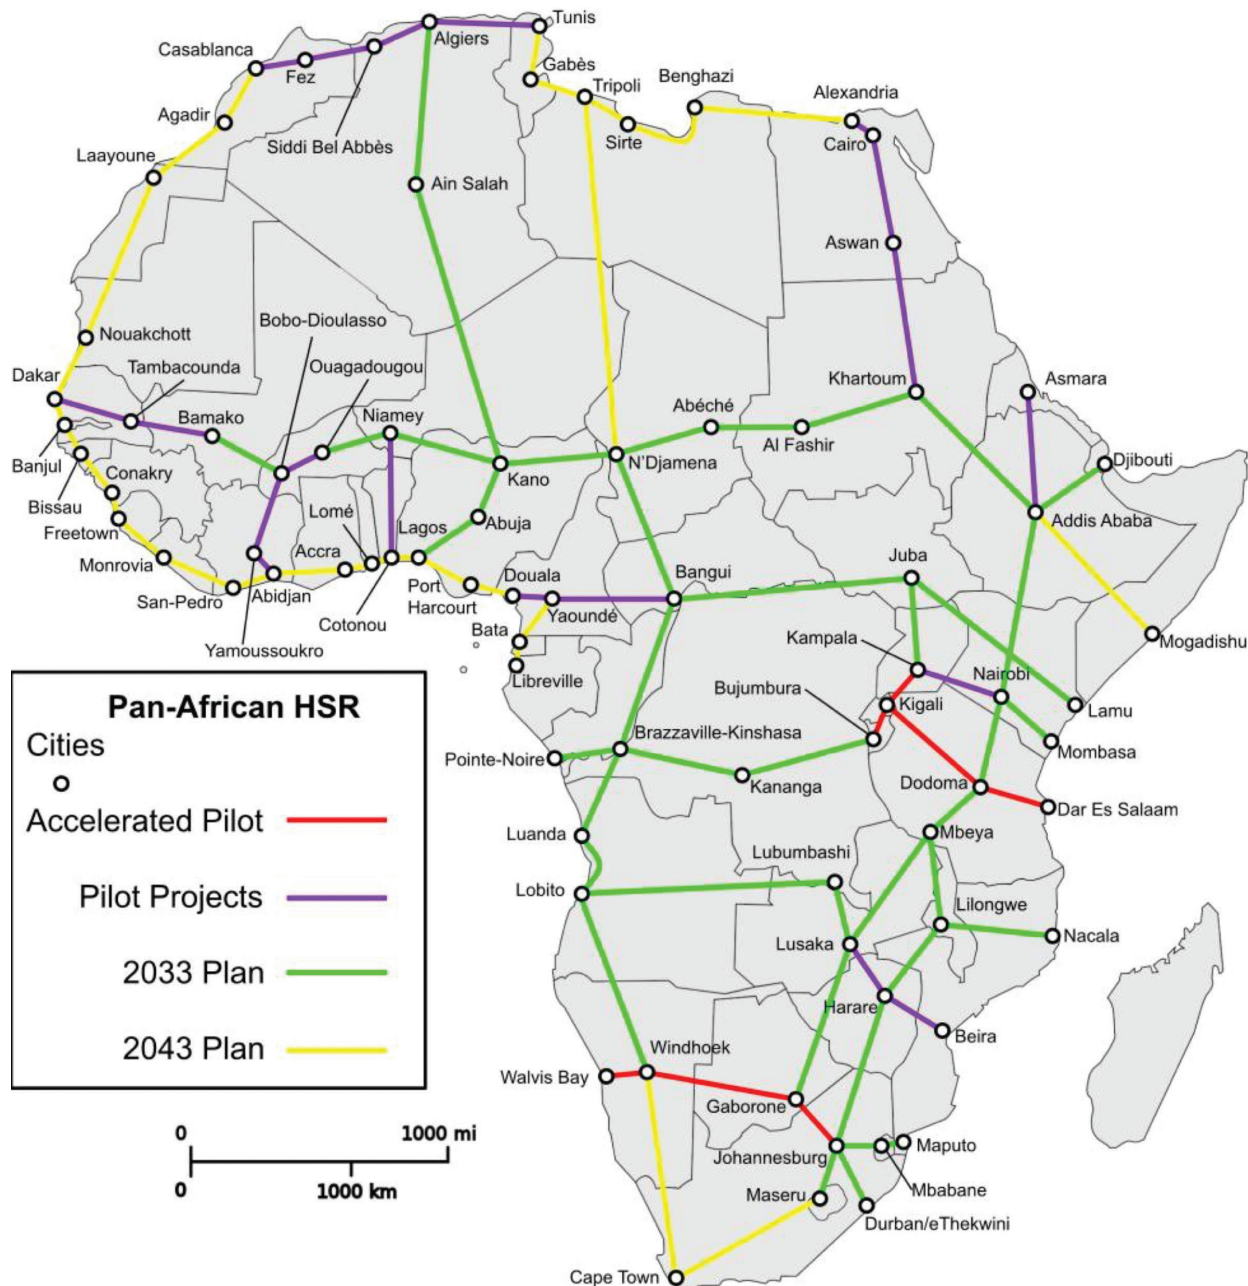 Tunis
Casablanca
Algiers
Fez
Gabès
Tripoli
Benghazi
Alexandria
Agadir
Siddi Bel Abbès
Sirte
Cairo
Laayoune
Ain Salah
Aswan
Nouakchott
Bobo-Dioulasso
Tambacounda
Ouagadougou
Dakar
Khartoum
Asmara
Bamako
Niamey
Abéché
Al Fashir
Banjul
Conakry
Kano
N'Djamena
Djibouti
Bissau
Lomé
Lagos
Abuja
Addis Ababa
Freetown
Accra
Monrovia
Juba
San-Pedro
Abidjan
Port
Harcourt
Douala
Bangui
Cotonou
Yaoundé
Bata
Kampala
Mogadishu
Yamoussoukro
Libreville
Bujumbura
Nairobi
Kigali
Lamu
Pan-African HSR
Cities
Brazzaville-Kinshasa
Mombasa
Pointe-Noire
Kananga
Dodoma
Dar Es Salaam
Accelerated Pilot
Luanda
Mbeya
Lubumbashi
Pilot Projects
Lobito
Lilongwe
Lusaka
Nacala
2033 Plan
Harare
2043 Plan
Windhoek
Beira
Walvis Bay
Gaborone
0
1000 mi
Johannesburg
Maputo
0
1000 km
Maseru
Mbabane
Durban/eThekwini
Cape Town